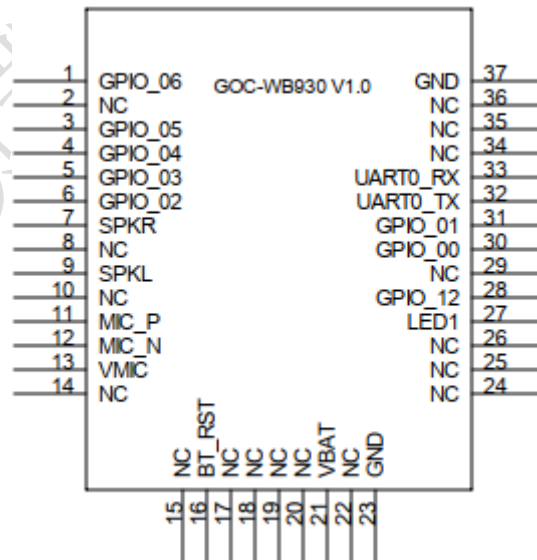 GOC-WB930 V1.0
1 GPIO_06
2 NC
3 GPIO_05
4 GPIO_04
5 GPIO_03
6 GPIO_02
7 SPKR
8 NC
9 SPKL
10 NC
11 MIC_P
12 MIC_N
13 VMIC
14 NC
15 NC
16 BT_RST
17 NC
18 NC
19 NC
20 NC
21 VBAT
22 NC
23 GND
GND 37
NC 36
NC 35
NC 34
UART0_RX 33
UART0_TX 32
GPIO_01 31
GPIO_00 30
NC 29
GPIO_12 28
LED1 27
NC 26
NC 25
NC 24